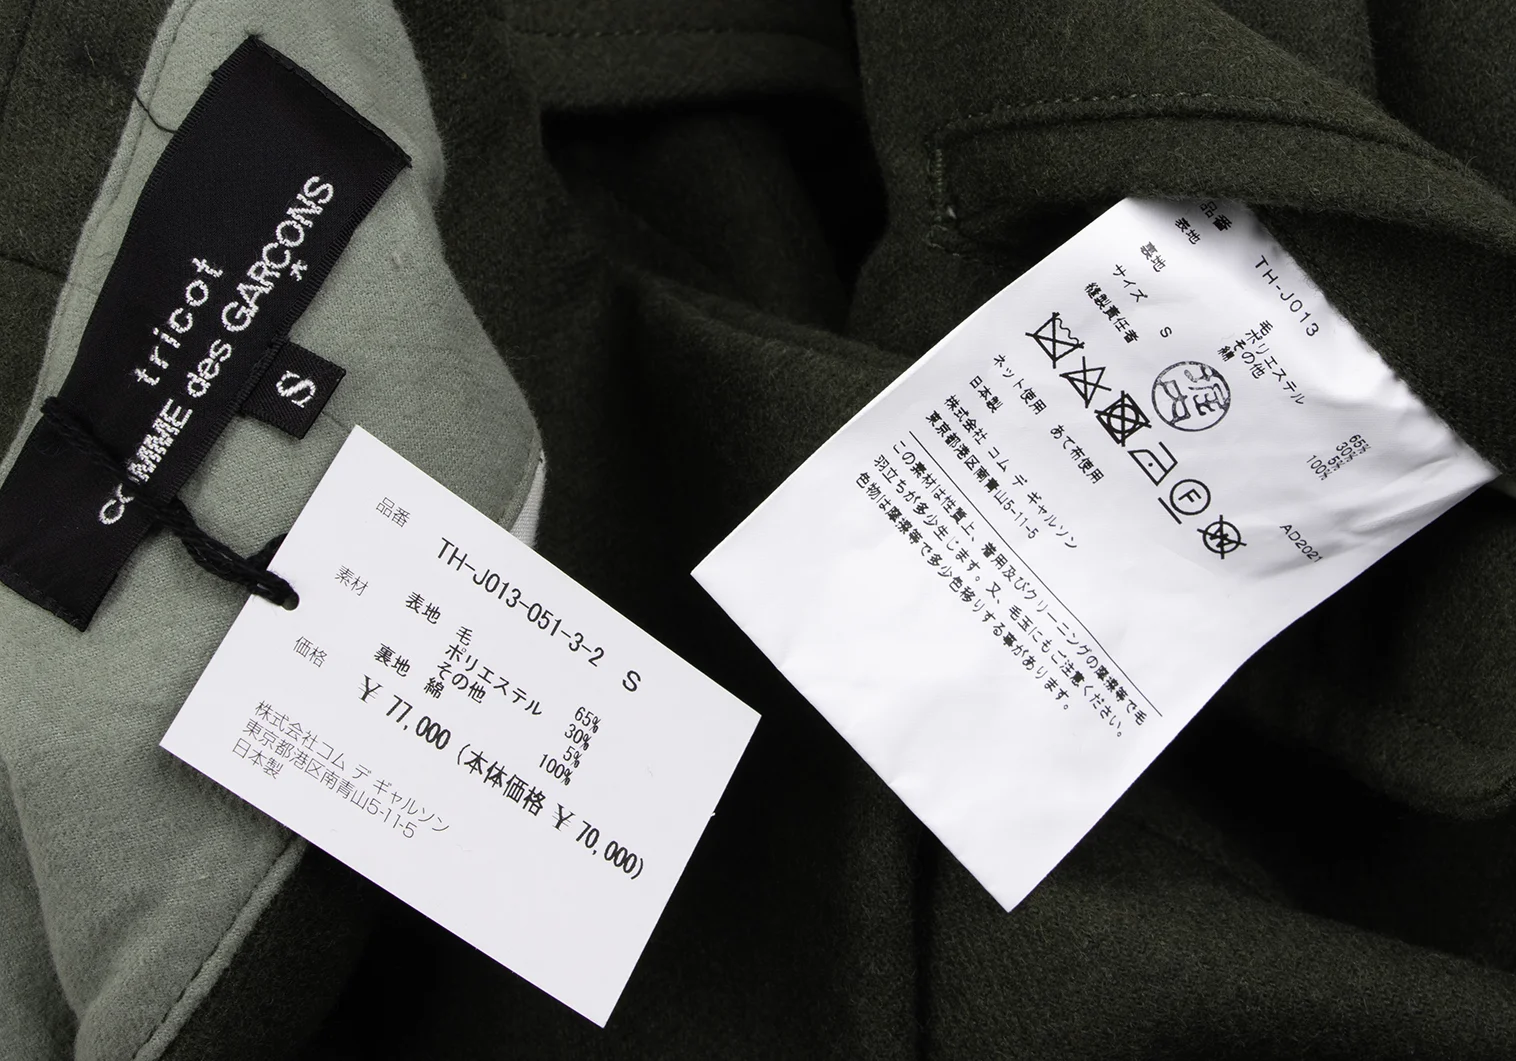 tricot
COMME des GARÇONS
S
品番
TH-J013-051-3-2 S
素材
表地 毛 65%
ポリエステル 30%
その他 5%
裏地 綿 100%
価格
¥ 77,000 (本体価格 ¥ 70,000)
株式会社コム デ ギャルソン
東京都港区南青山5-11-5
日本製
品番 TH-J013
表地 毛 65%
ポリエステル 30%
その他 5%
裏地 綿 100%
サイズ S
縫製責任者
AD2021
ネット使用 あて布使用
日本製
株式会社 コム デ ギャルソン
東京都港区南青山5-11-5
この素材は性質上、着用及びクリーニングの摩擦等で毛
羽立ちが多少生じます。又、毛玉にもご注意ください。
色物は摩擦等で多少色移りする事があります。